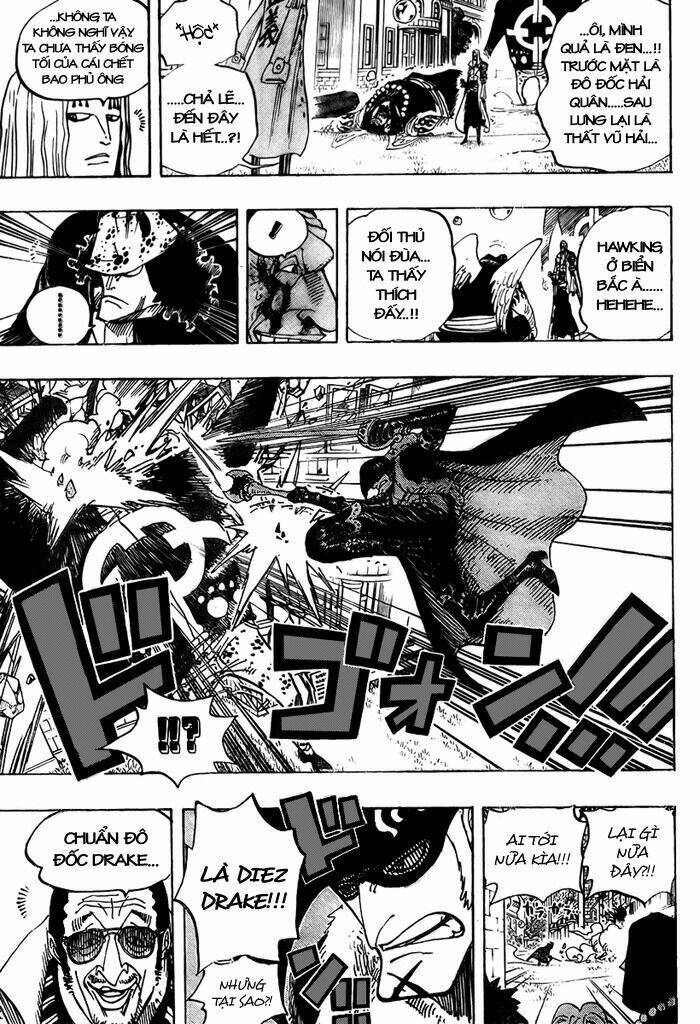 ...ÔI, MÌNH
QUẢ LÀ ĐEN...!!
TRƯỚC MẶT LÀ
ĐÔ ĐỐC HẢI
QUÂN.....SAU
LƯNG LẠI LÀ
THẤT VŨ HẢI...
*HỘC*
.....CHẢ LẼ...
ĐẾN ĐÂY
LÀ HẾT...?!
...KHÔNG TA
KHÔNG NGHĨ VẬY
TA CHƯA THẤY BÓNG
TỐI CỦA CÁI CHẾT
BAO PHỦ ÔNG
HAWKING,
Ở BIỂN
BẮC À...
HEHEHE...
ĐỐI THỦ
NÓI ĐÙA...
TA THẤY
THÍCH
ĐẤY...!!
!
..........
ドゴォン...!!!
!!?
LẠI GÌ
NỮA
ĐÂY?!!
AI TỚI
NỮA KÌA!!!
LÀ DIEZ
DRAKE!!!
NHƯNG
TẠI SAO?!
CHUẨN ĐÔ
ĐỐC DRAKE...